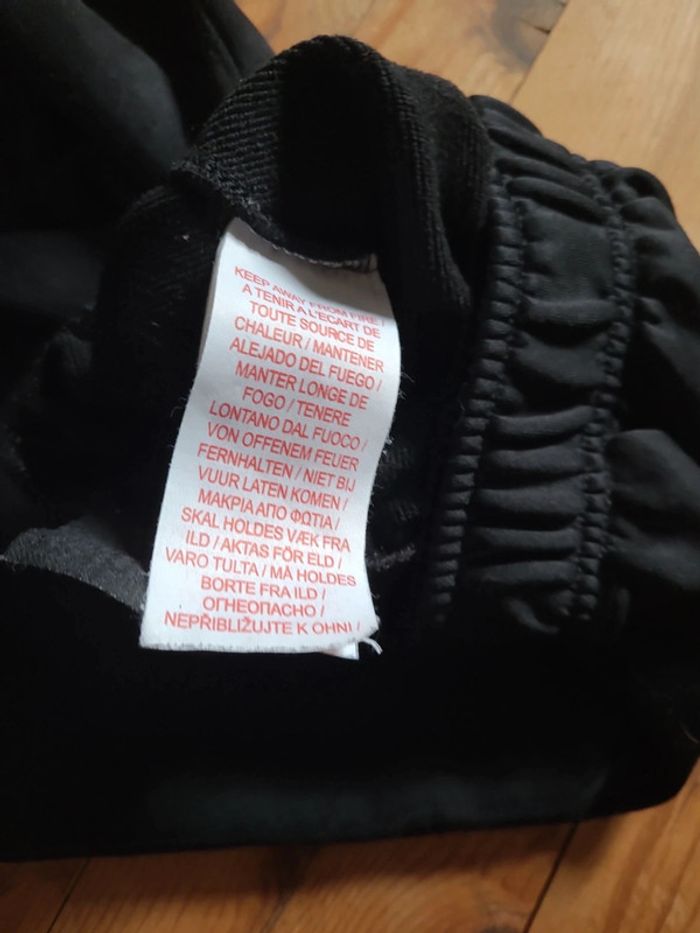 KEEP AWAY FROM FIRE /
A TENIR A L'ECART DE
TOUTE SOURCE DE
CHALEUR / MANTENER
ALEJADO DEL FUEGO /
MANTER LONGE DE
FOGO / TENERE
LONTANO DAL FUOCO /
VON OFFENEM FEUER
FERNHALTEN / NIET BIJ
VUUR LATEN KOMEN /
ΜΑΚΡΙΑ ΑΠΟ ΦΩΤΙΑ /
SKAL HOLDES VÆK FRA
ILD / AKTAS FÖR ELD /
VARO TULTA / MÅ HOLDES
BORTE FRA ILD /
ОГНЕОПАСНО /
NEPŘIBLIŽUJTE K OHNI /